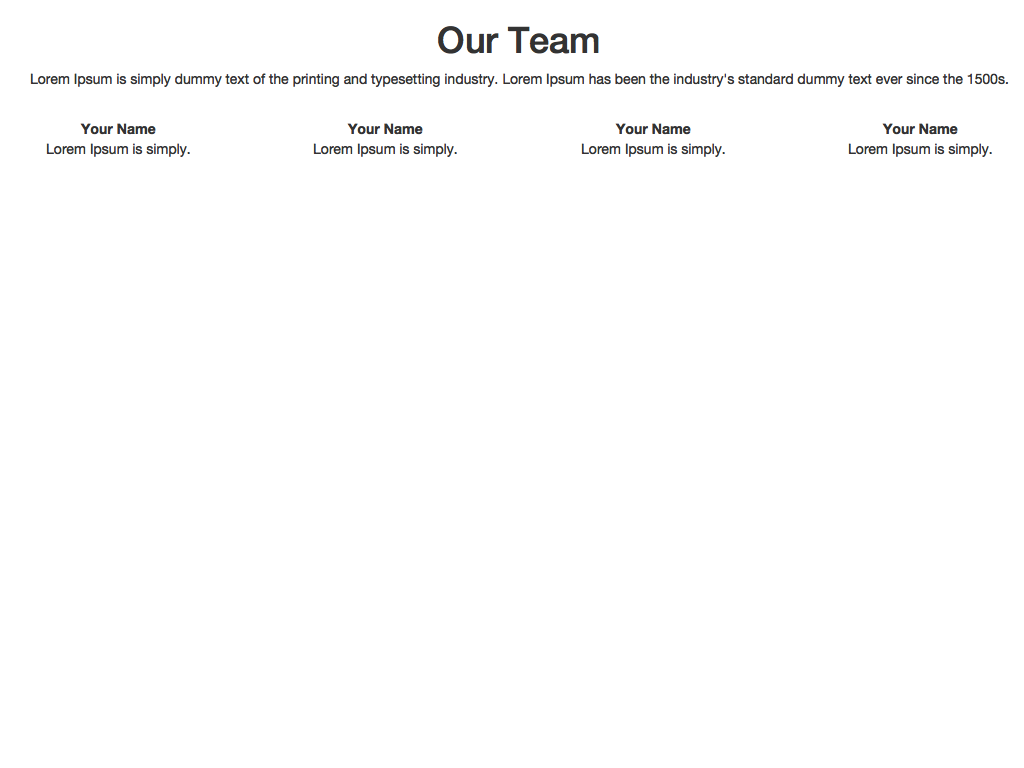 Our Team
Lorem Ipsum is simply dummy text of the printing and typesetting industry. Lorem Ipsum has been the industry's standard dummy text ever since the 1500s.
Your Name
Lorem Ipsum is simply.
Your Name
Lorem Ipsum is simply.
Your Name
Lorem Ipsum is simply.
Your Name
Lorem Ipsum is simply.